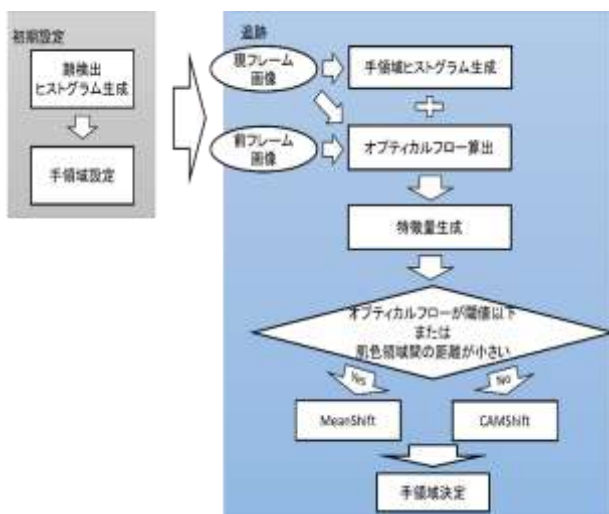 初期設定
顔検出
ヒストグラム生成
手領域設定
追跡
現フレーム
画像
手領域ヒストグラム生成
前フレーム
画像
オプティカルフロー算出
特徴量生成
オプティカルフローが閾値以下
または
肌色領域間の距離が小さい
Yes
No
MeanShift
CAMShift
手領域決定